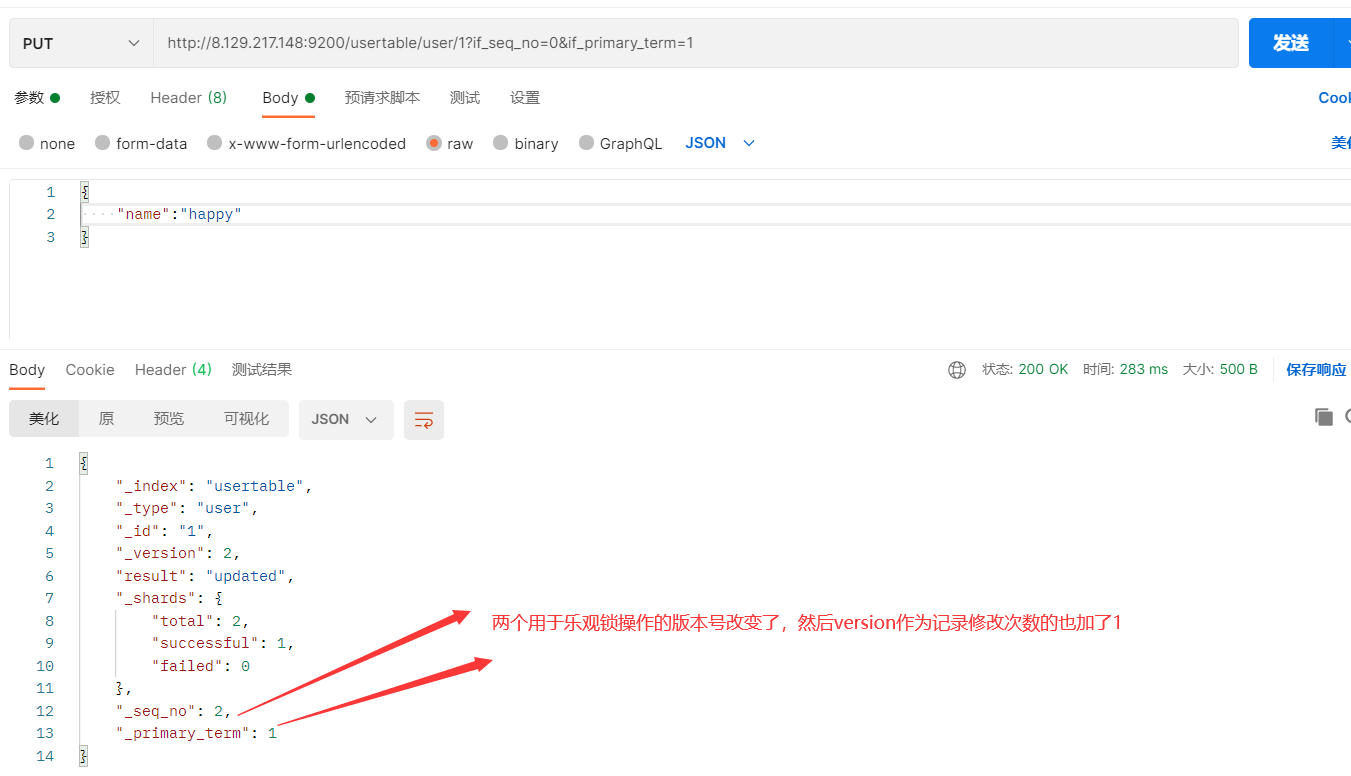 PUT http://8.129.217.148:9200/usertable/user/1?if_seq_no=0&if_primary_term=1 发送
参数 授权 Header (8) Body 预请求脚本 测试 设置
none form-data x-www-form-urlencoded raw binary GraphQL JSON
1 {
2 ····"name":"happy"
3 }
Body Cookie Header (4) 测试结果 状态: 200 OK 时间: 283 ms 大小: 500 B 保存响应
美化 原 预览 可视化 JSON
1 {
2 "_index": "usertable",
3 "_type": "user",
4 "_id": "1",
5 "_version": 2,
6 "result": "updated",
7 "_shards": {
8 "total": 2,
两个用于乐观锁操作的版本号改变了，然后version作为记录修改次数的也加了1
9 "successful": 1,
10 "failed": 0
11 },
12 "_seq_no": 2,
13 "_primary_term": 1
14 }